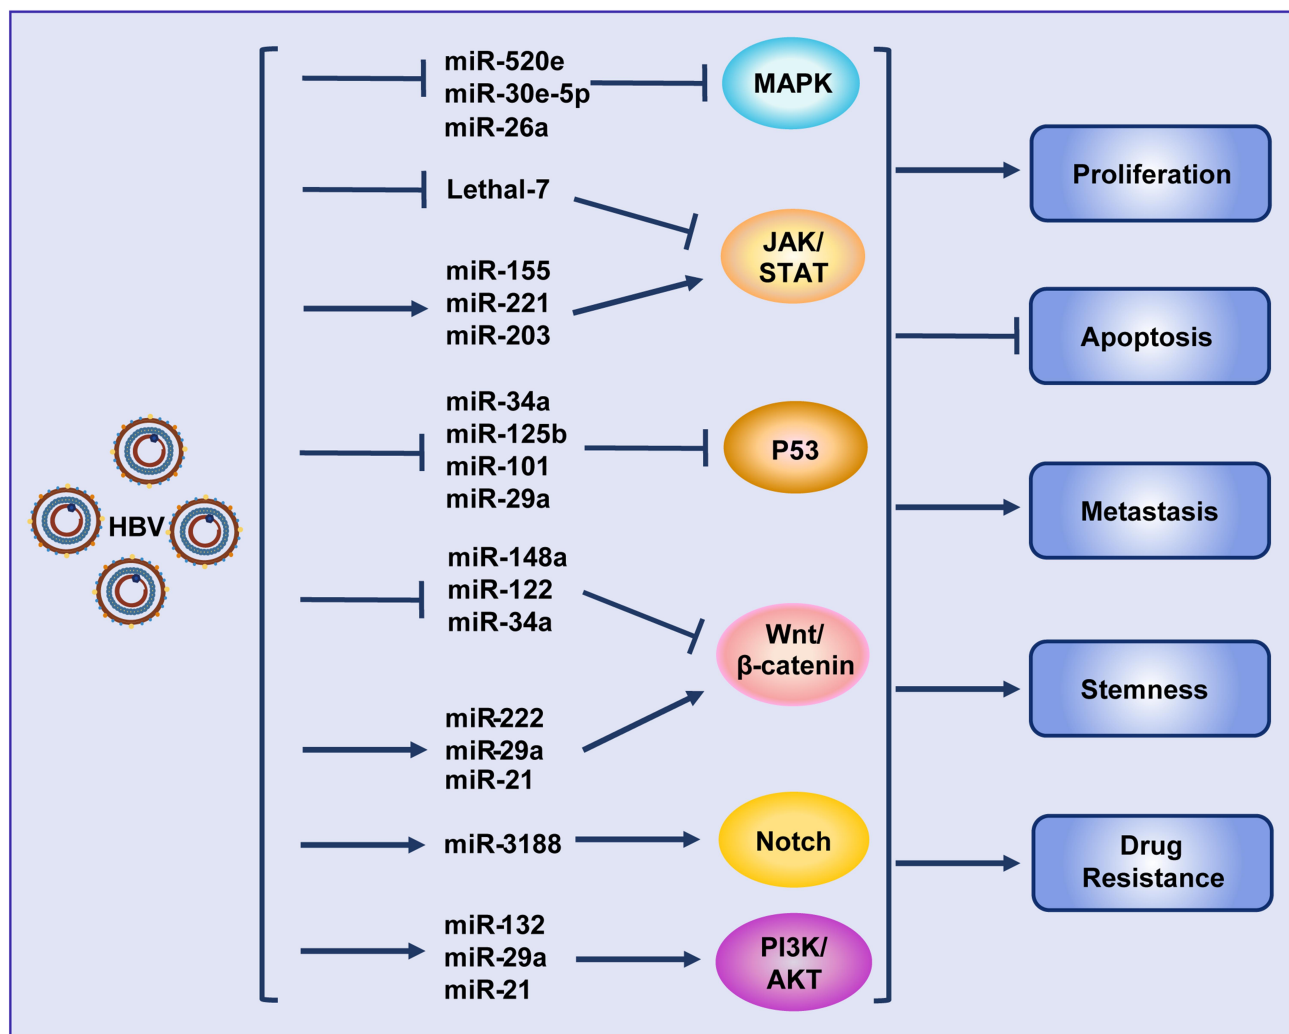 HBV
miR-520e
miR-30e-5p
miR-26a
Lethal-7
miR-155
miR-221
miR-203
miR-34a
miR-125b
miR-101
miR-29a
miR-148a
miR-122
miR-34a
miR-222
miR-29a
miR-21
miR-3188
miR-132
miR-29a
miR-21
MAPK
JAK/
STAT
P53
Wnt/
β-catenin
Notch
PI3K/
AKT
Proliferation
Apoptosis
Metastasis
Stemness
Drug
Resistance